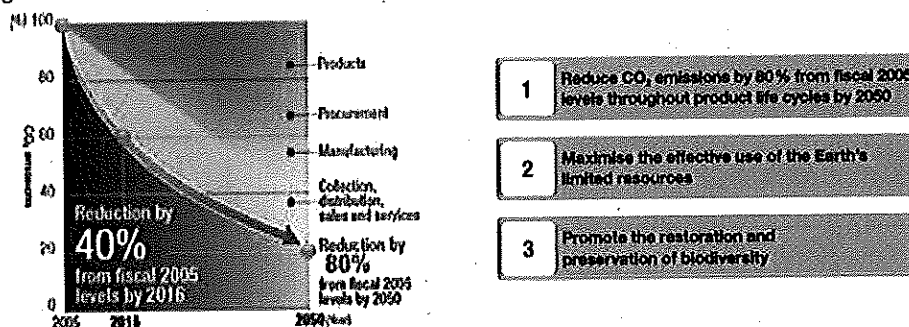 (%) 100
80
60
40
20
0
CO₂ emissions
Products
Procurement
Manufacturing
Collection,
distribution,
sales and services
Reduction by
40%
from fiscal 2005
levels by 2016
Reduction by
80%
from fiscal 2005
levels by 2050
2005
2050 (Year)
1
Reduce CO₂ emissions by 80% from fiscal 2005
levels throughout product life cycles by 2050
2
Maximise the effective use of the Earth's
limited resources
3
Promote the restoration and
preservation of biodiversity